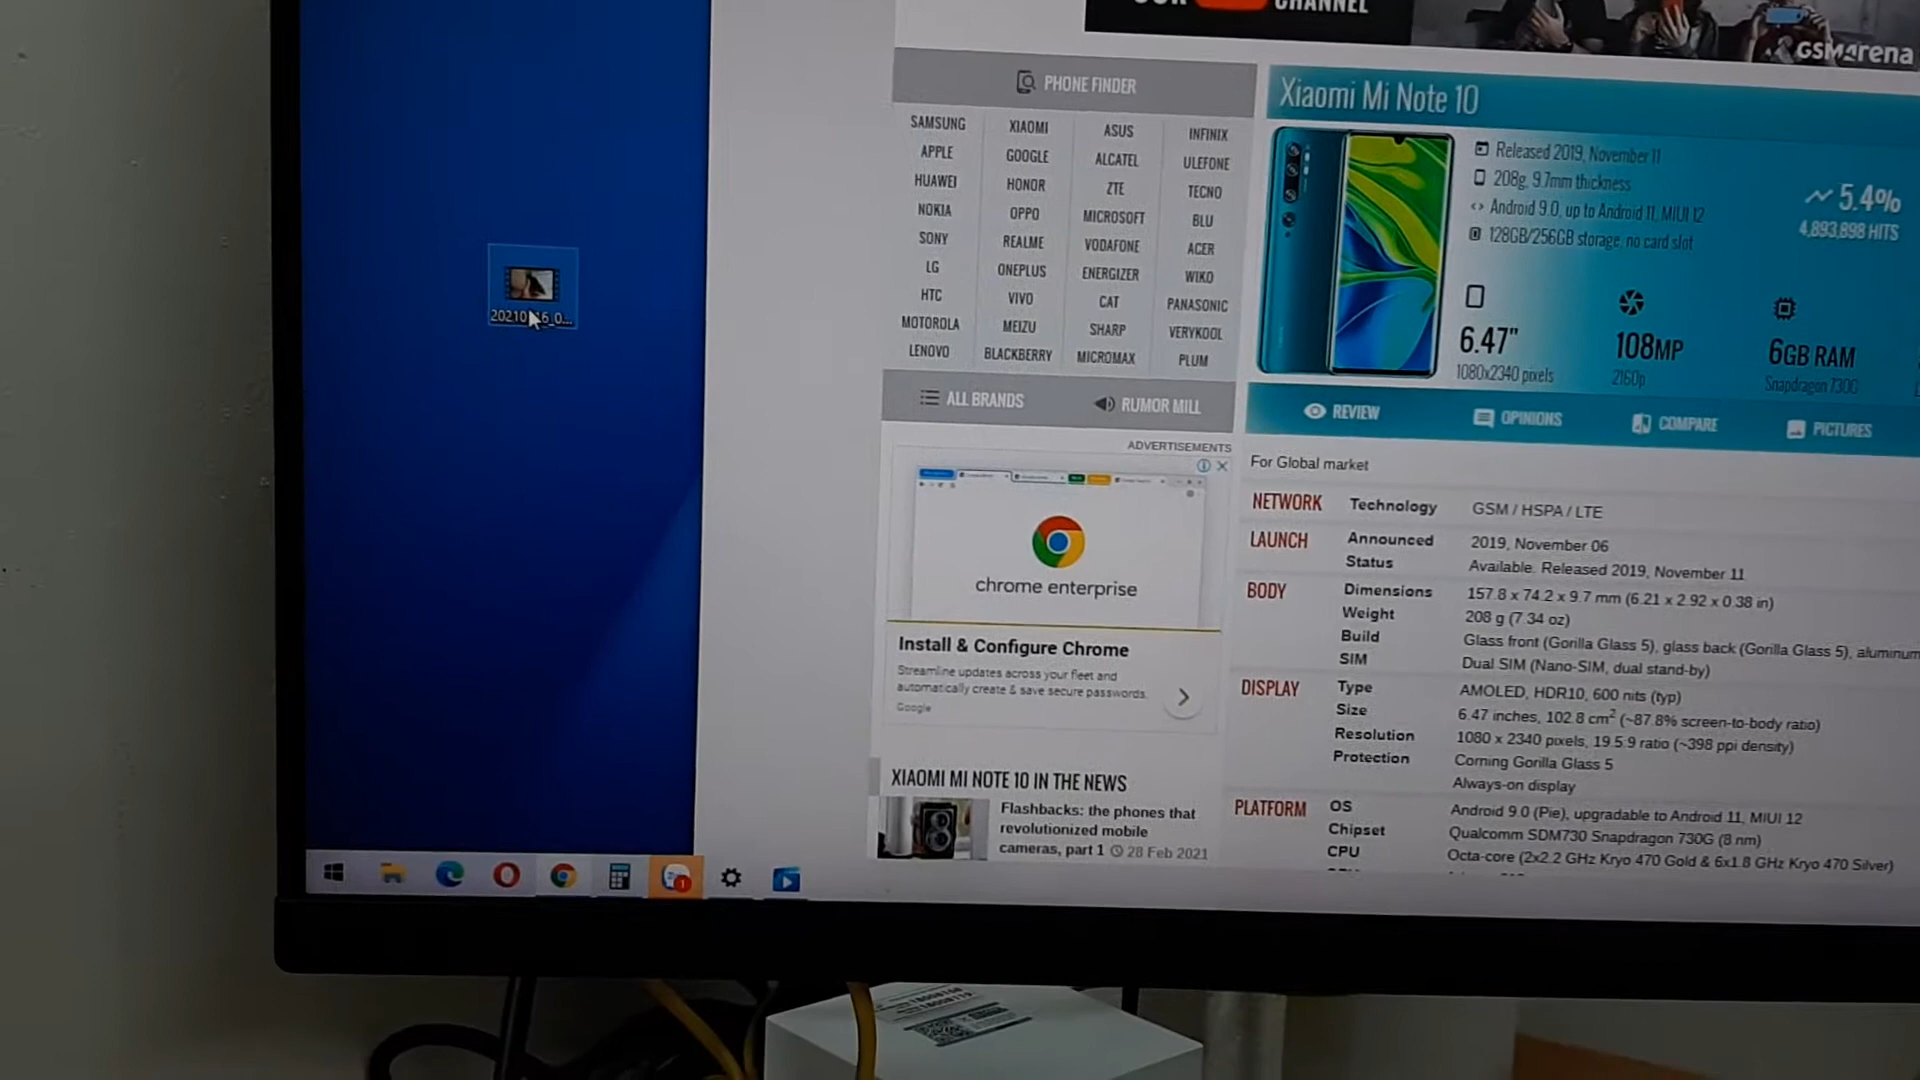 CHANNEL
GSMArena
PHONE FINDER
SAMSUNG XIAOMI ASUS INFINIX
APPLE GOOGLE ALCATEL ULEFONE
HUAWEI HONOR ZTE TECNO
NOKIA OPPO MICROSOFT BLU
SONY REALME VODAFONE ACER
LG ONEPLUS ENERGIZER WIKO
HTC VIVO CAT PANASONIC
MOTOROLA MEIZU SHARP VERYKOOL
LENOVO BLACKBERRY MICROMAX PLUM
ALL BRANDS RUMOR MILL
Xiaomi Mi Note 10
Released 2019, November 11
208g, 9.7mm thickness
Android 9.0, up to Android 11, MIUI 12
128GB/256GB storage, no card slot
5.4%
4,893,898 HITS
6.47"
1080x2340 pixels
108MP
2160p
6GB RAM
Snapdragon 730G
REVIEW OPINIONS COMPARE PICTURES
ADVERTISEMENTS
chrome enterprise
Install & Configure Chrome
Streamline updates across your fleet and
automatically create & save secure passwords.
Google
XIAOMI MI NOTE 10 IN THE NEWS
Flashbacks: the phones that
revolutionized mobile
cameras, part 1 28 Feb 2021
For Global market
NETWORK Technology GSM / HSPA / LTE
LAUNCH Announced 2019, November 06
Status Available. Released 2019, November 11
BODY Dimensions 157.8 x 74.2 x 9.7 mm (6.21 x 2.92 x 0.38 in)
Weight 208 g (7.34 oz)
Build Glass front (Gorilla Glass 5), glass back (Gorilla Glass 5), aluminum
SIM Dual SIM (Nano-SIM, dual stand-by)
DISPLAY Type AMOLED, HDR10, 600 nits (typ)
Size 6.47 inches, 102.8 cm² (~87.8% screen-to-body ratio)
Resolution 1080 x 2340 pixels, 19.5:9 ratio (~398 ppi density)
Protection Corning Gorilla Glass 5
Always-on display
PLATFORM OS Android 9.0 (Pie), upgradable to Android 11, MIUI 12
Chipset Qualcomm SDM730 Snapdragon 730G (8 nm)
CPU Octa-core (2x2.2 GHz Kryo 470 Gold & 6x1.8 GHz Kryo 470 Silver)
1